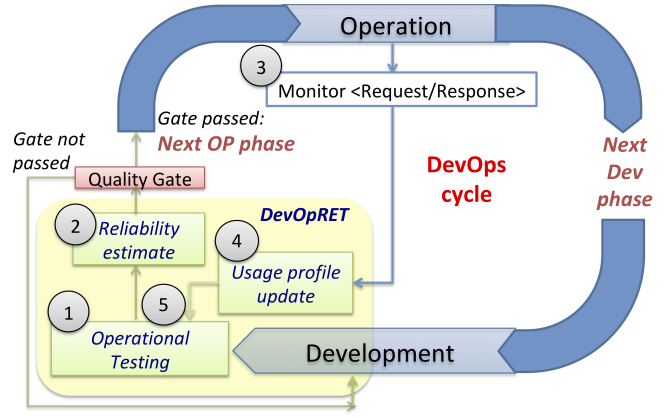 Operation
3
Monitor <Request/Response>
Gate passed:
Next OP phase
Gate not
passed
Quality Gate
DevOps
cycle
Next
Dev
phase
DevOpRET
2
Reliability
estimate
4
Usage profile
update
1
5
Operational
Testing
Development